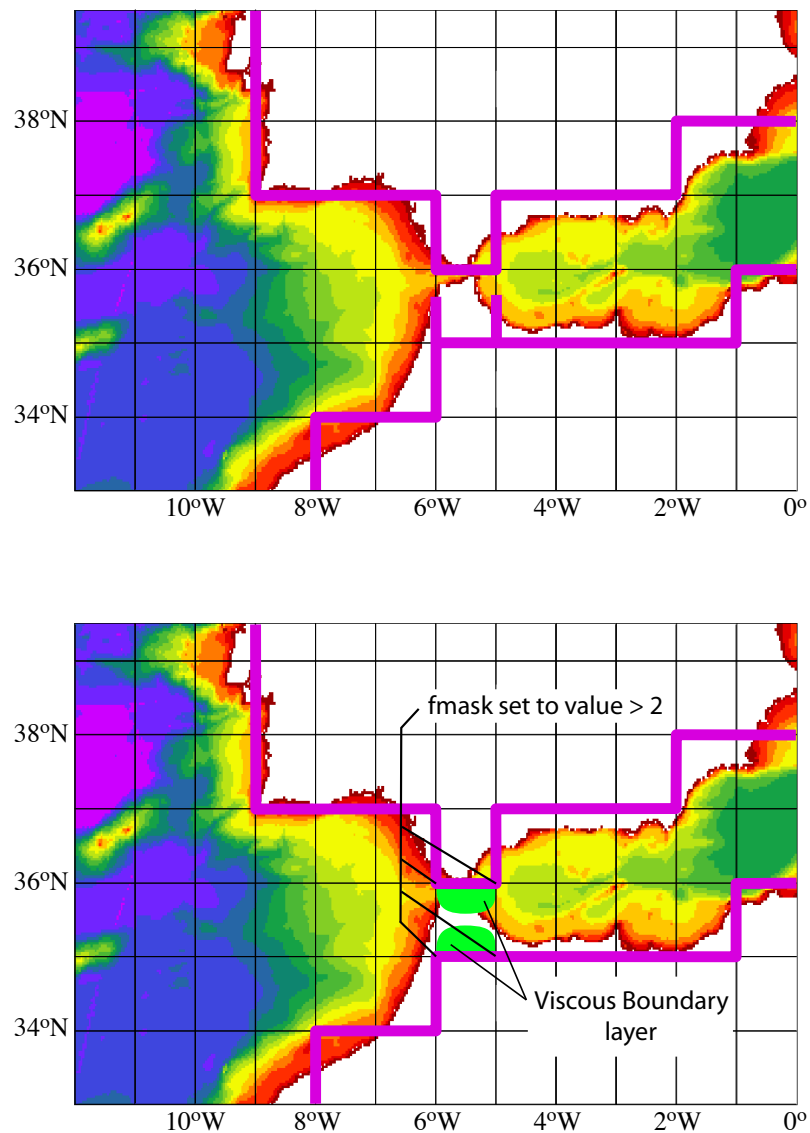 38ºN
36ºN
34ºN
10ºW 8ºW 6ºW 4ºW 2ºW 0º
fmask set to value > 2
38ºN
36ºN
34ºN
Viscous Boundary
layer
10ºW 8ºW 6ºW 4ºW 2ºW 0º